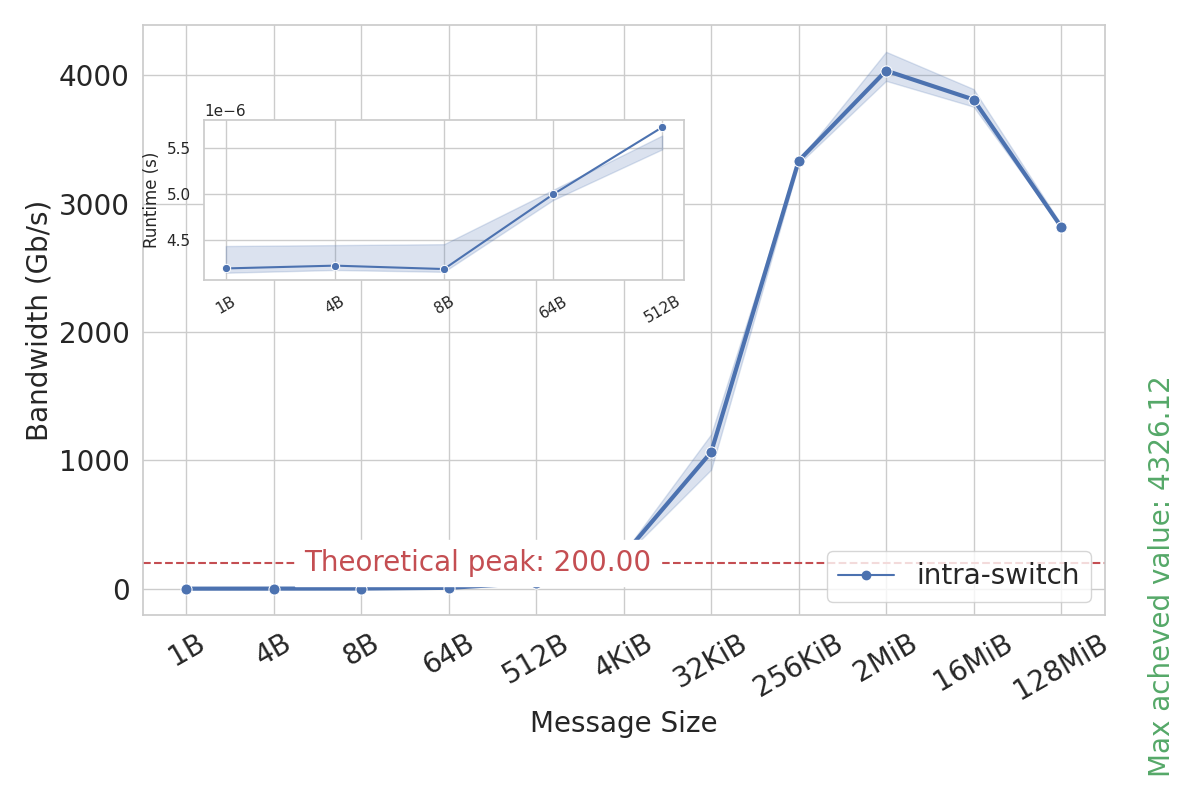 Bandwidth (Gb/s)
4000
3000
2000
1000
0
1e−6
Runtime (s)
5.5
5.0
4.5
1B
4B
8B
64B
512B
Theoretical peak: 200.00
intra-switch
1B
4B
8B
64B
512B
4KiB
32KiB
256KiB
2MiB
16MiB
128MiB
Message Size
Max acheved value: 4326.12